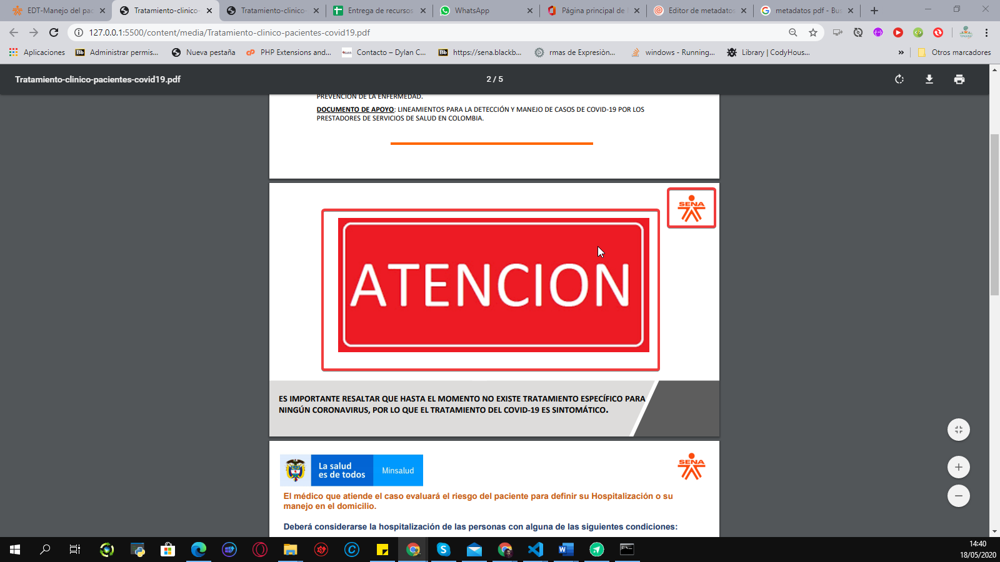 EDT-Manejo del pac
Tratamiento-clinico-
Tratamiento-clinico-
Entrega de recursos
WhatsApp
Página principal de
Editor de metadatos
metadatos pdf - Bus
127.0.0.1:5500/content/media/Tratamiento-clinico-pacientes-covid19.pdf
Aplicaciones
Bb Administrar permis...
Nueva pestaña
PHP Extensions and...
Contacto – Dylan C...
Bb https://sena.blackb...
rmas de Expresiòn...
windows - Running...
Library | CodyHous...
»
Otros marcadores
Tratamiento-clinico-pacientes-covid19.pdf
2 / 5
PREVENCIÓN DE LA ENFERMEDAD.
DOCUMENTO DE APOYO: LINEAMIENTOS PARA LA DETECCIÓN Y MANEJO DE CASOS DE COVID-19 POR LOS
PRESTADORES DE SERVICIOS DE SALUD EN COLOMBIA.
SENA
ATENCION
ES IMPORTANTE RESALTAR QUE HASTA EL MOMENTO NO EXISTE TRATAMIENTO ESPECÍFICO PARA
NINGÚN CORONAVIRUS, POR LO QUE EL TRATAMIENTO DEL COVID-19 ES SINTOMÁTICO.
La salud
es de todos
Minsalud
SENA
El médico que atiende el caso evaluará el riesgo del paciente para definir su Hospitalización o su
manejo en el domicilio.
Deberá considerarse la hospitalización de las personas con alguna de las siguientes condiciones:
14:40
18/05/2020